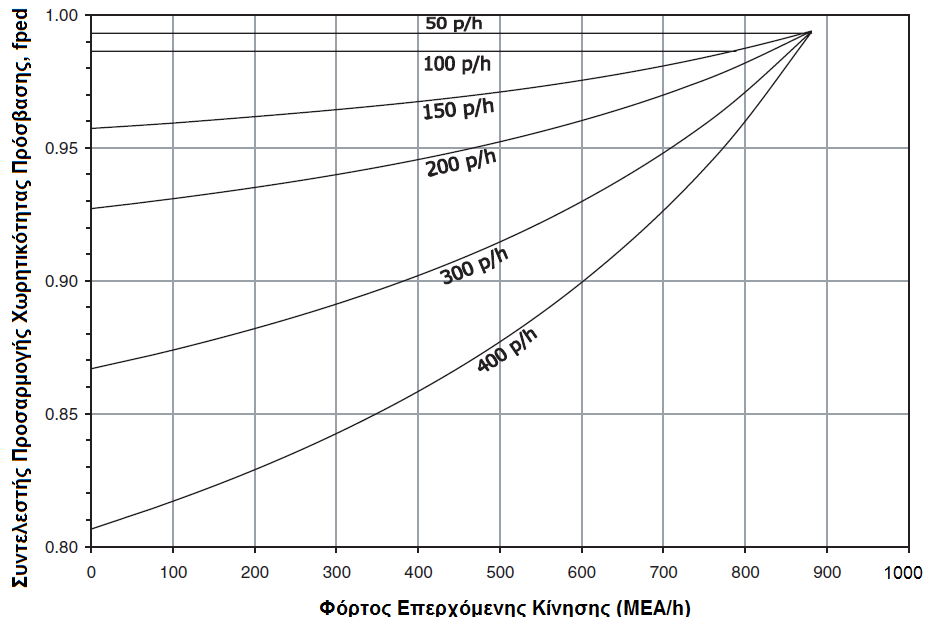 Συντελεστής Προσαρμογής Χωρητικότητας Πρόσβασης, fped
1.00
0.95
0.90
0.85
0.80
50 p/h
100 p/h
150 p/h
200 p/h
300 p/h
400 p/h
0 100 200 300 400 500 600 700 800 900 1000
Φόρτος Επερχόμενης Κίνησης (ΜΕΑ/h)